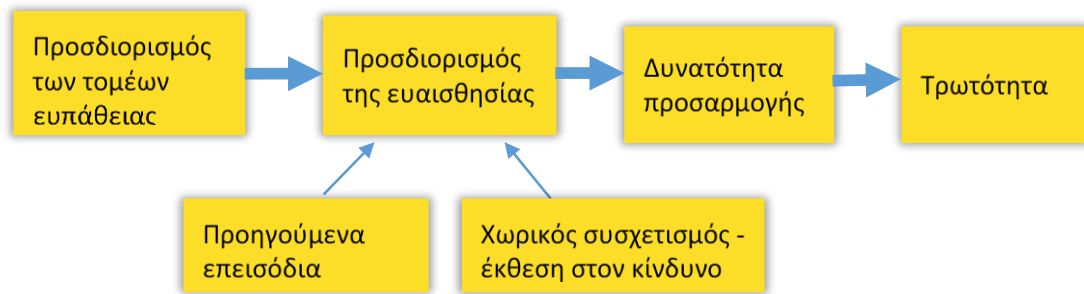 Προσδιορισμός
των τομέων
ευπάθειας
Προσδιορισμός
της ευαισθησίας
Δυνατότητα
προσαρμογής
Τρωτότητα
Προηγούμενα
επεισόδια
Χωρικός συσχετισμός -
έκθεση στον κίνδυνο